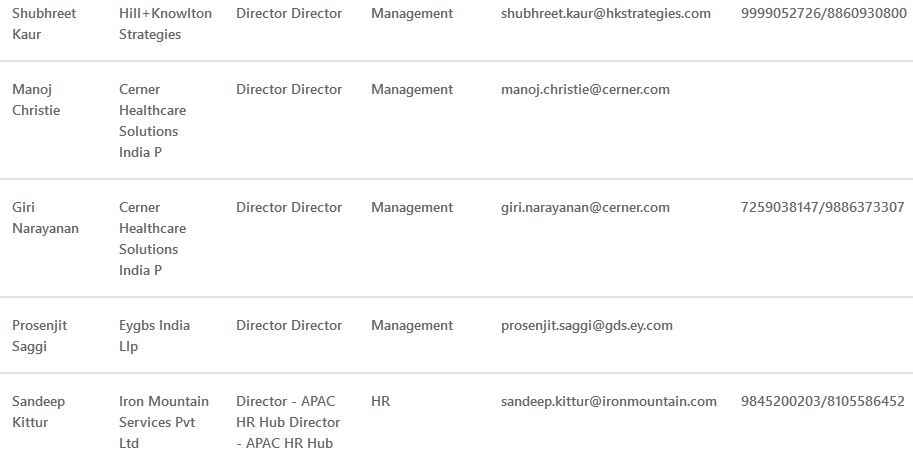 Shubhreet Hill+Knowlton Director Director Management shubhreet.kaur@hkstrategies.com 9999052726/8860930800
Kaur Strategies
Manoj Cerner Director Director Management manoj.christie@cerner.com
Christie Healthcare
Solutions
India P
Giri Cerner Director Director Management giri.narayanan@cerner.com 7259038147/9886373307
Narayanan Healthcare
Solutions
India P
Prosenjit Eygbs India Director Director Management prosenjit.saggi@gds.ey.com
Saggi Llp
Sandeep Iron Mountain Director - APAC HR sandeep.kittur@ironmountain.com 9845200203/8105586452
Kittur Services Pvt HR Hub Director
Ltd - APAC HR Hub